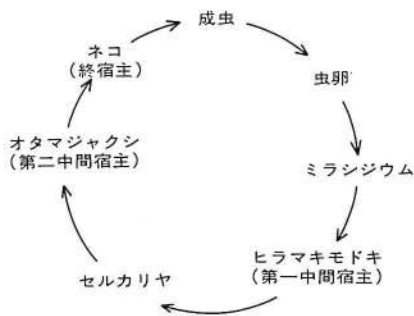 成虫
虫卵
ミラシジウム
ヒラマキモドキ
(第一中間宿主)
セルカリヤ
オタマジャクシ
(第二中間宿主)
ネコ
(終宿主)